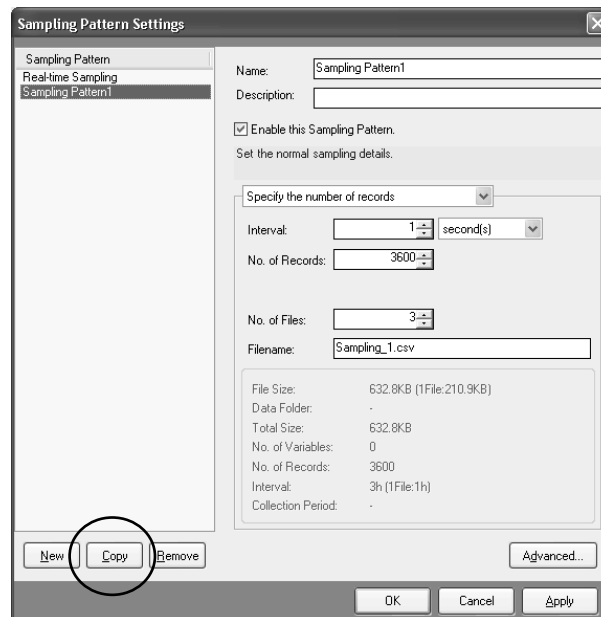 Sampling Pattern Settings
Sampling Pattern
Real-time Sampling
Sampling Pattern1
Name: Sampling Pattern1
Description:
Enable this Sampling Pattern.
Set the normal sampling details.
Specify the number of records
Interval: 1 second(s)
No. of Records: 3600
No. of Files: 3
Filename: Sampling_1.csv
File Size: 632.8KB (1File:210.9KB)
Data Folder: -
Total Size: 632.8KB
No. of Variables: 0
No. of Records: 3600
Interval: 3h (1File:1h)
Collection Period: -
New Copy Remove Advanced...
OK Cancel Apply